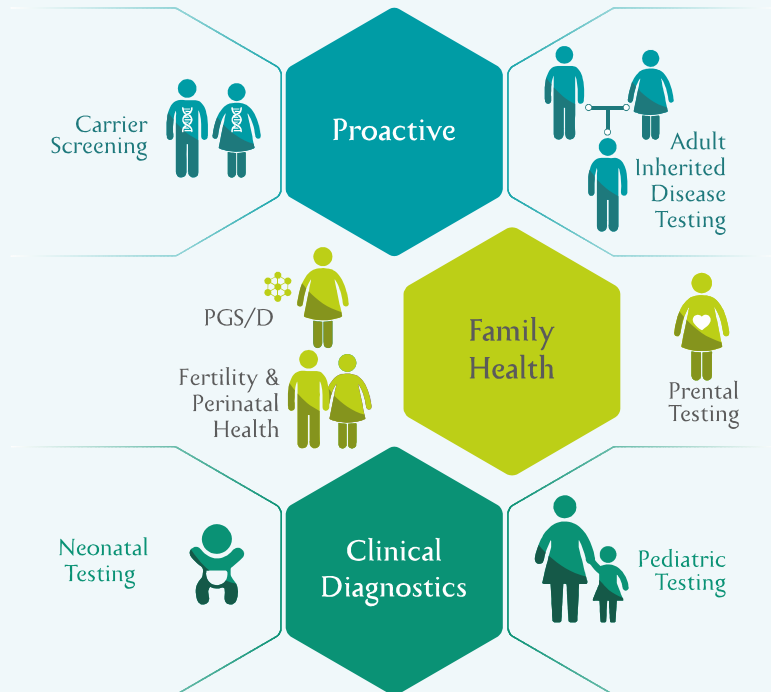 Carrier
Screening
Proactive
Adult
Inherited
Disease
Testing
PGS/D
Fertility &
Perinatal
Health
Family
Health
Prental
Testing
Neonatal
Testing
Clinical
Diagnostics
Pediatric
Testing